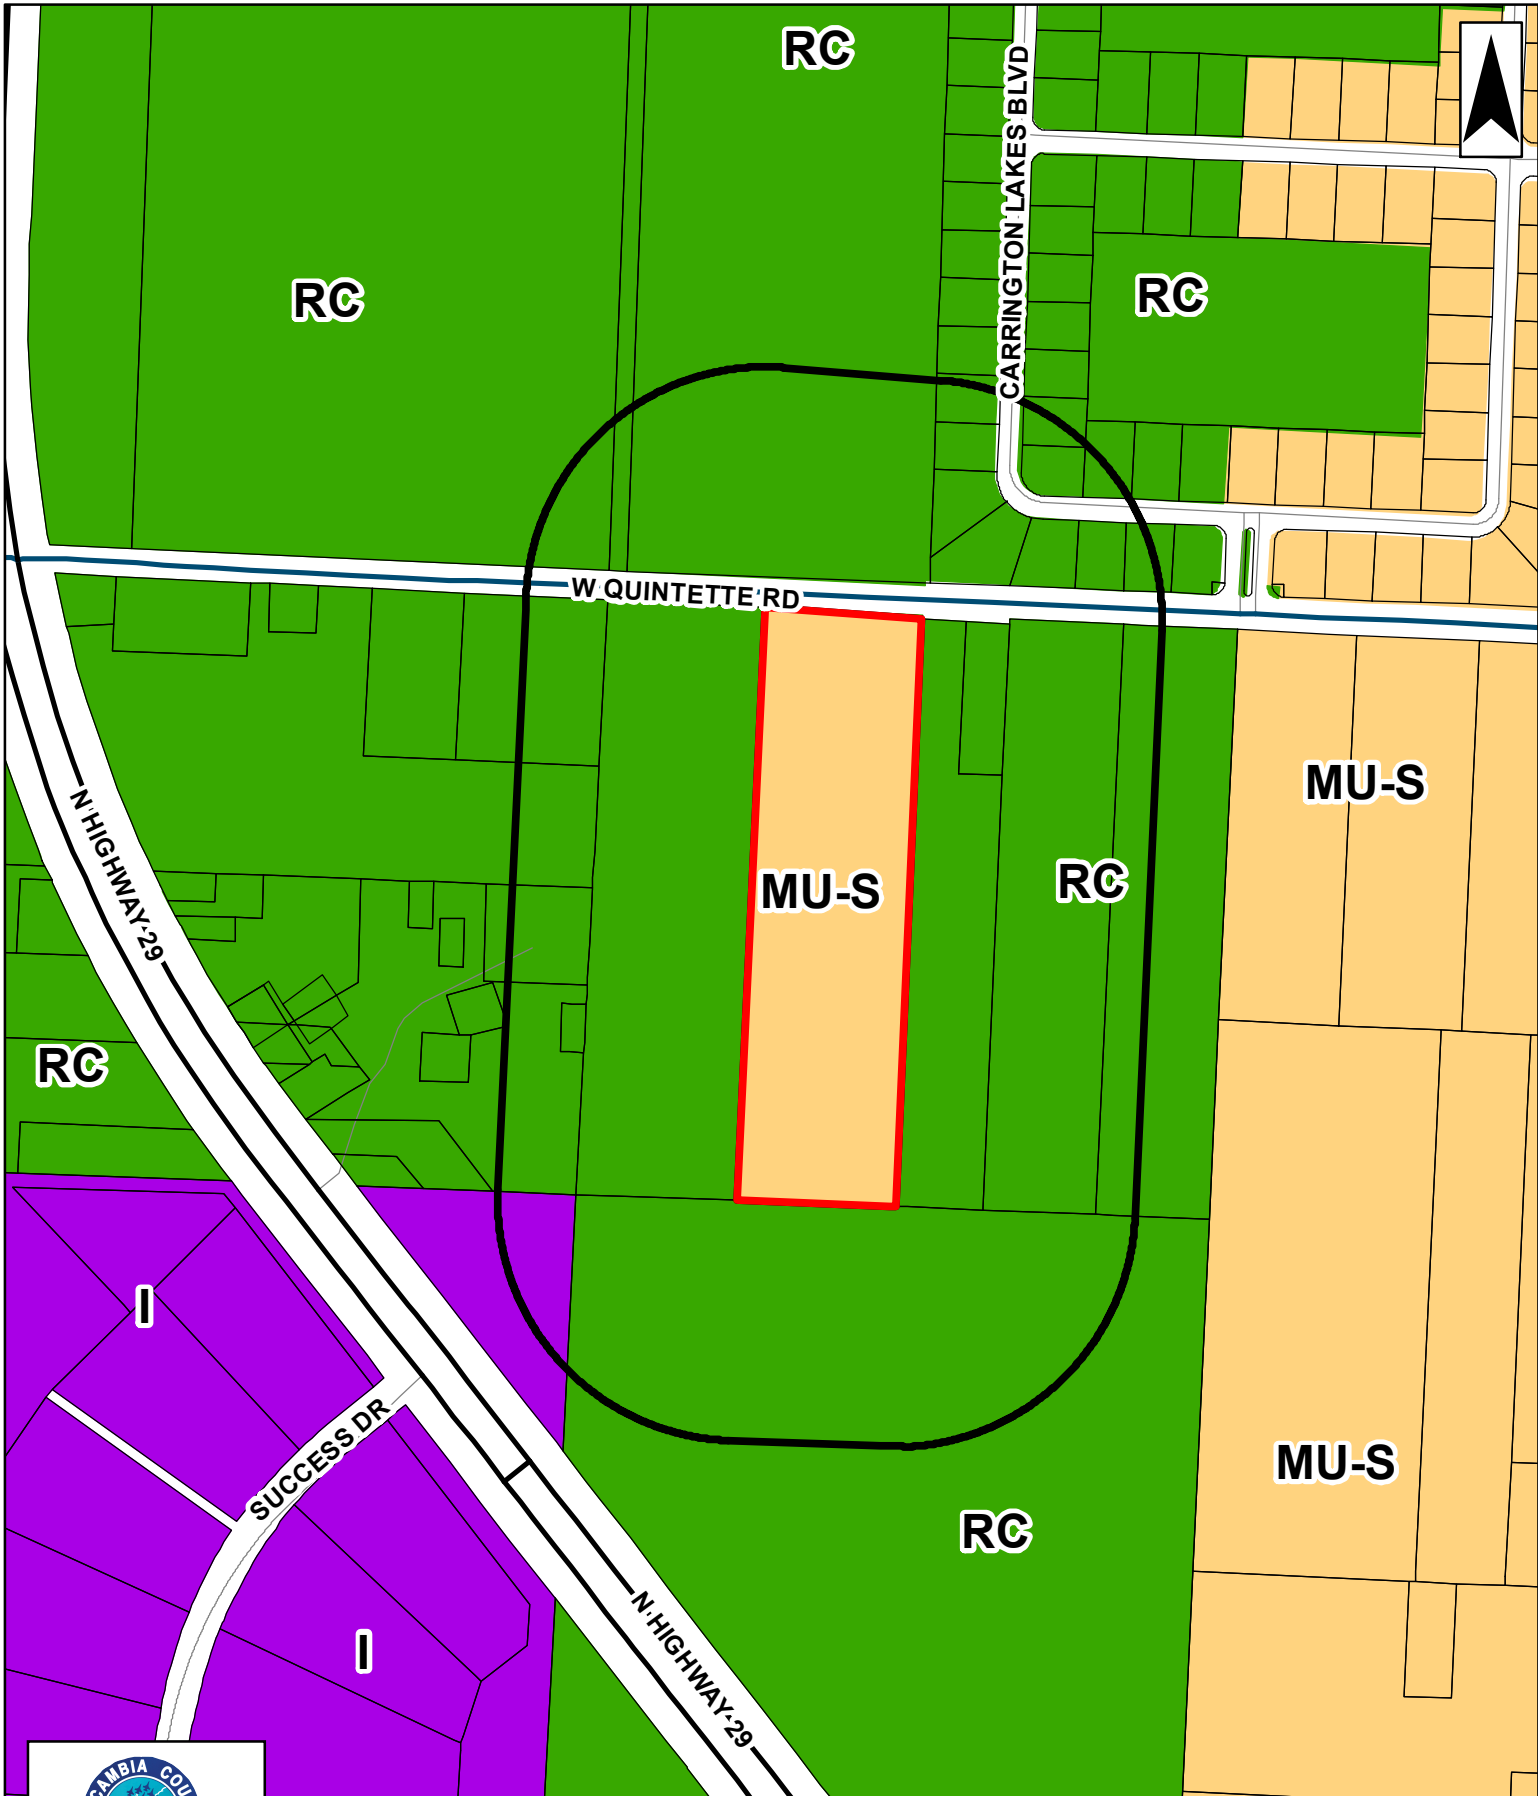 RC
CARRINGTON LAKES BLVD
RC
RC
W QUINTETTE RD
MU-S
N HIGHWAY 29
RC
MU-S
RC
I
SUCCESS DR
MU-S
RC
N HIGHWAY 29
I